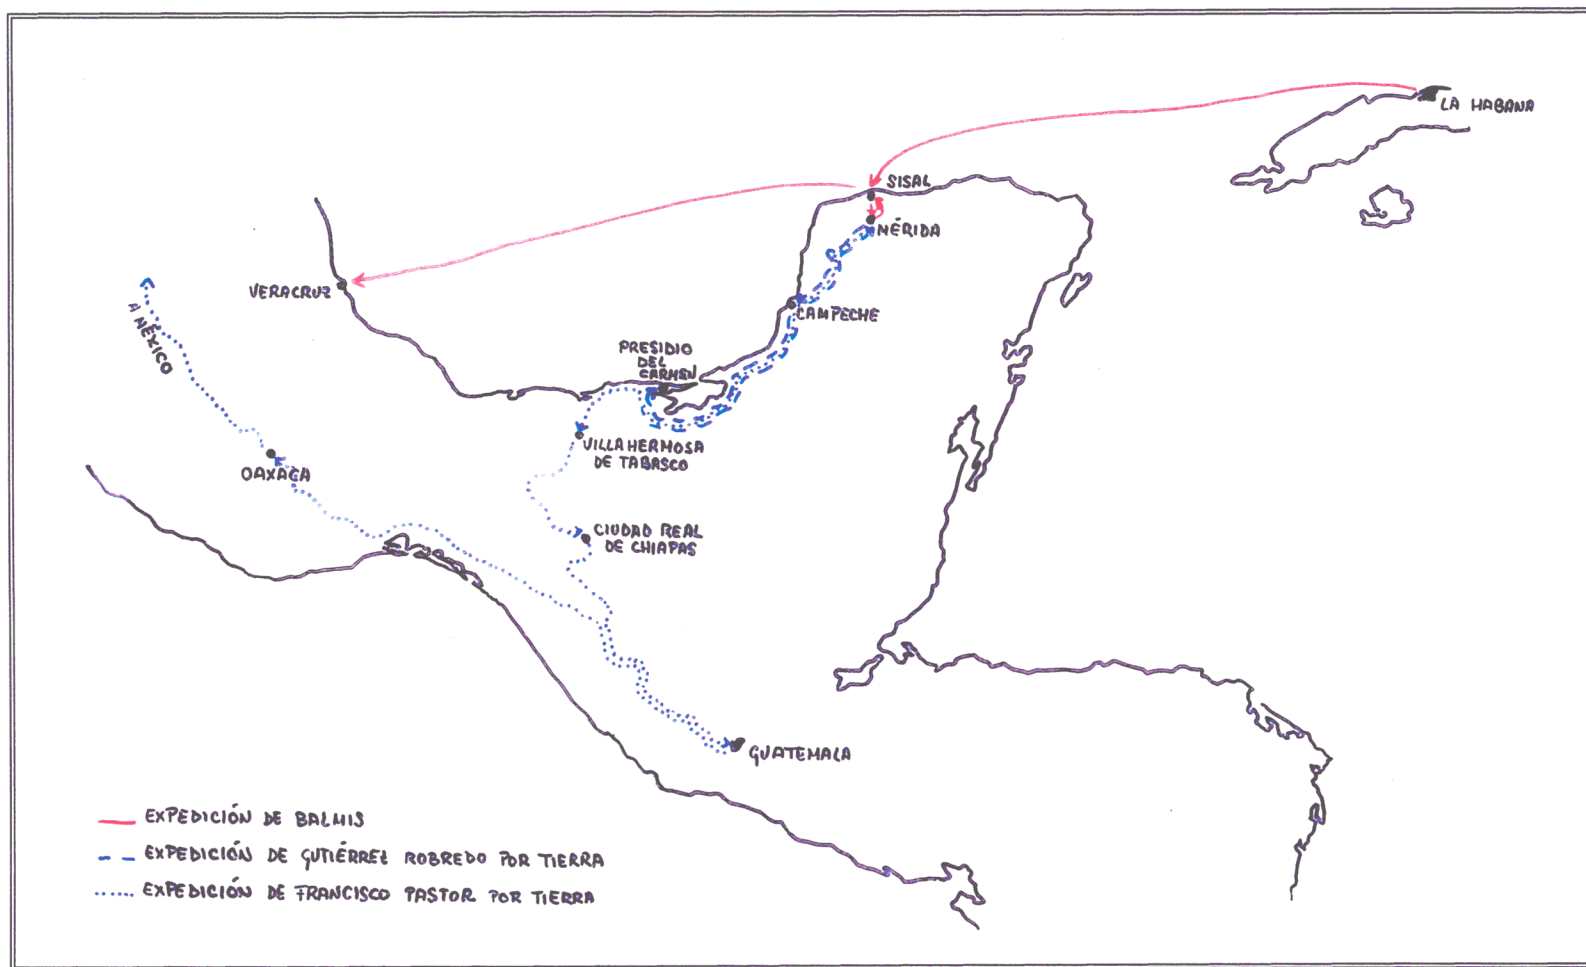 LA HABANA
SISAL
MÉRIDA
VERACRUZ
CAMPECHE
A MÉXICO
PRESIDIO
DEL
CARMEN
VILLAHERMOSA
DE TABASCO
OAXACA
CIUDAD REAL
DE CHIAPAS
GUATEMALA
EXPEDICIÓN DE BALMIS
EXPEDICIÓN DE GUTIÉRREZ ROBREDO POR TIERRA
EXPEDICIÓN DE FRANCISCO PASTOR POR TIERRA